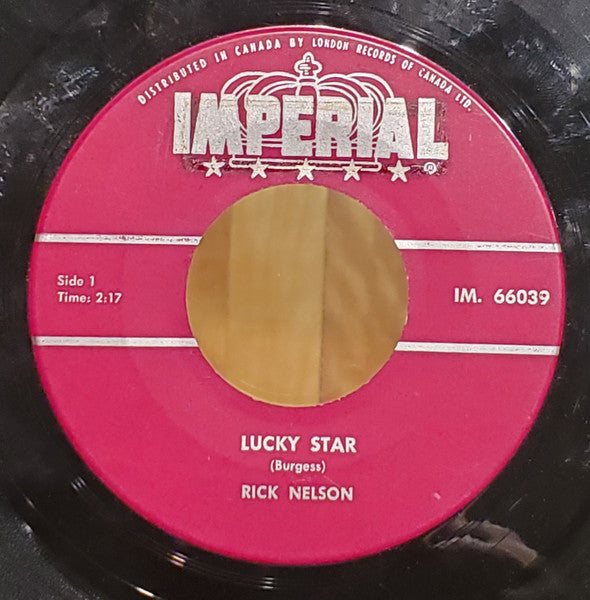 DISTRIBUTED IN CANADA BY LONDON RECORDS OF CANADA LTD.
IMPERIAL
®
Side 1
Time: 2:17
IM. 66039
LUCKY STAR
(Burgess)
RICK NELSON